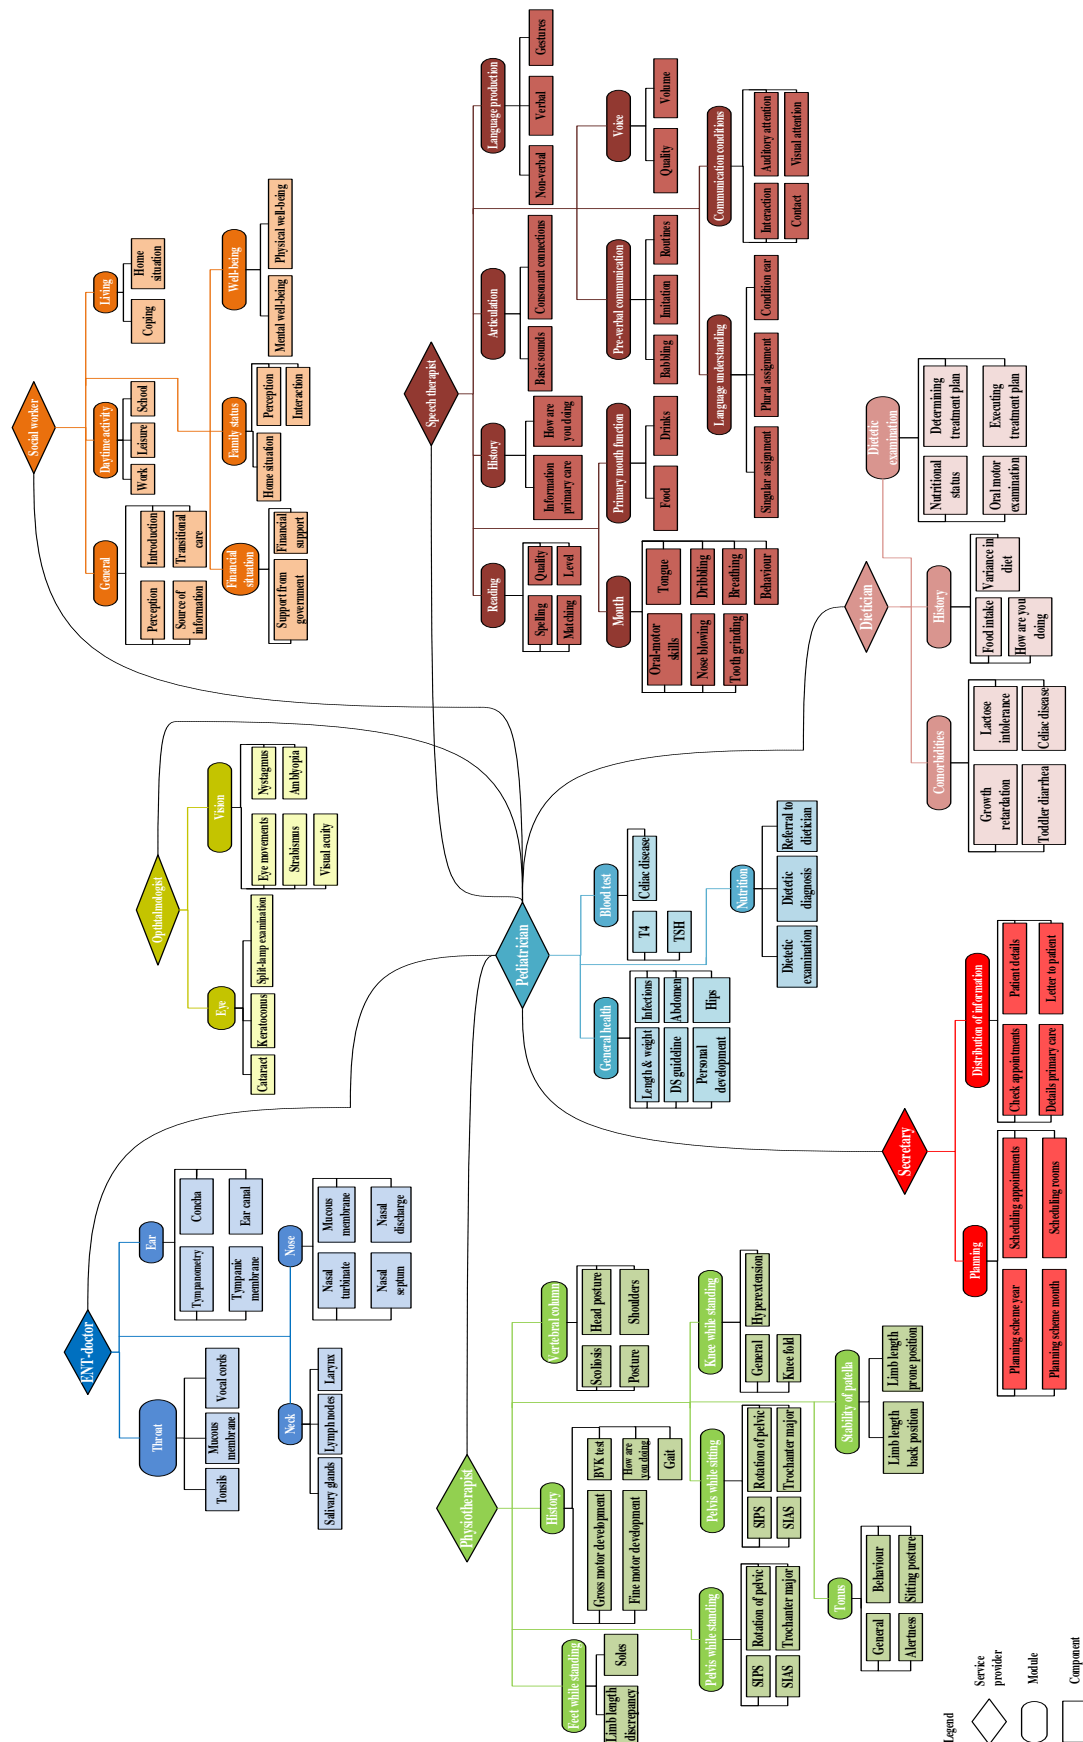 Social worker
General
Perception
Introduction
Source of
information
Transitional
care
Daytime activity
Work
Leisure
School
Living
Coping
Home
situation
Financial
situation
Support from
government
Financial
support
Family status
Home situation
Perception
Interaction
Well-being
Mental well-being
Physical well-being
Opthtalmologist
Eye
Cataract
Keratoconus
Split-lamp examination
Vision
Eye movements
Nystagmus
Strabismus
Amblyopia
Visual acuity
ENT-doctor
Throat
Tonsils
Mucous
membrane
Vocal cords
Ear
Tympanometry
Concha
Tympanic
membrane
Ear canal
Neck
Salivary glands
Lymph nodes
Larynx
Nose
Nasal
turbinate
Mucous
membrane
Nasal
septum
Nasal
discharge
Speech therapist
Reading
Spelling
Quality
Matching
Level
History
Information
primary care
How are
you doing
Articulation
Basic sounds
Consonant connections
Language production
Non-verbal
Verbal
Gestures
Mouth
Oral-motor
skills
Tongue
Nose blowing
Dribbling
Tooth grinding
Breathing
Behaviour
Primary mouth function
Food
Drinks
Pre-verbal communication
Babbling
Imitation
Routines
Voice
Quality
Volume
Language understanding
Singular assignment
Plural assignment
Condition ear
Communication conditions
Interaction
Auditory attention
Contact
Visual attention
Pediatrician
General health
Length & weight
Infections
DS guideline
Abdomen
Personal
development
Hips
Blood test
T4
Celiac disease
TSH
Nutrition
Dietetic
examination
Dietetic
diagnosis
Referral to
dietician
Physiotherapist
Feet while standing
Limb length
discrepancy
Soles
History
Gross motor development
BVK test
Fine motor development
How are
you doing
Gait
Vertebral column
Scoliosis
Head posture
Posture
Shoulders
Pelvis while standing
SIPS
Rotation of pelvic
SIAS
Trochanter major
Pelvis while sitting
SIPS
Rotation of pelvic
SIAS
Trochanter major
Knee while standing
General
Hyperextension
Knee fold
Tonus
General
Behaviour
Alertness
Sitting posture
Stability of patella
Limb length
back position
Limb length
prone position
Dietician
Comorbidities
Growth
retardation
Lactose
intolerance
Toddler diarrhea
Celiac disease
History
Food intake
Variance in
diet
How are you
doing
Dietetic
examination
Nutritional
status
Determining
treatment plan
Oral motor
examination
Executing
treatment plan
Secretary
Planning
Planning scheme year
Scheduling appointments
Planning scheme month
Scheduling rooms
Distribution of information
Check appointments
Patient details
Details primary care
Letter to patient
Legend
Service
provider
Module
Component